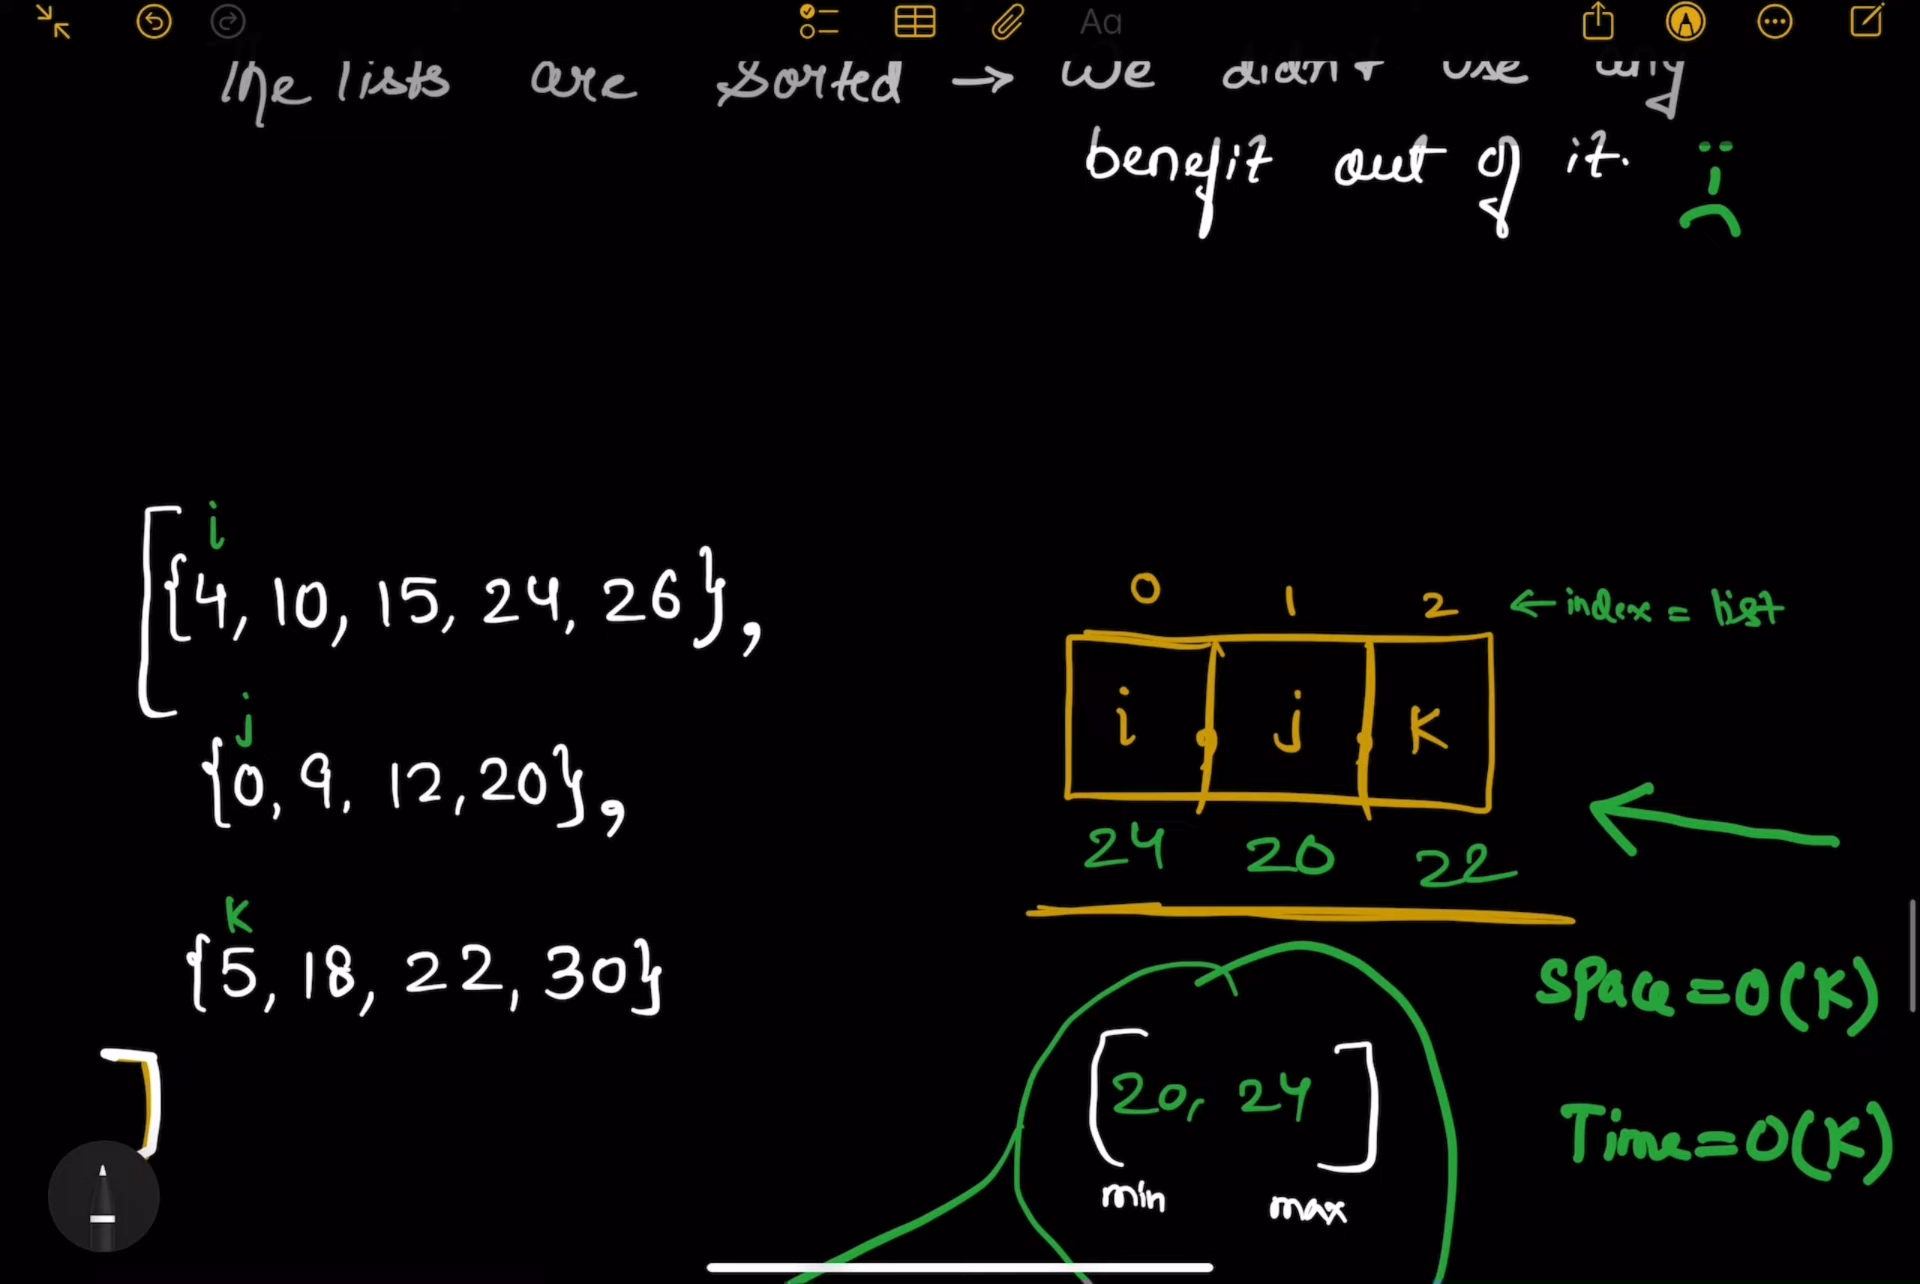 Aa
The lists are sorted → We didn't use any
benefit out of it.
i
[{4, 10, 15, 24, 26},
j
{0, 9, 12, 20},
K
{5, 18, 22, 30}
]
0 1 2 ← index = list
i j K
24 20 22
Space = O(K)
[20, 24]
Time = O(K)
min max